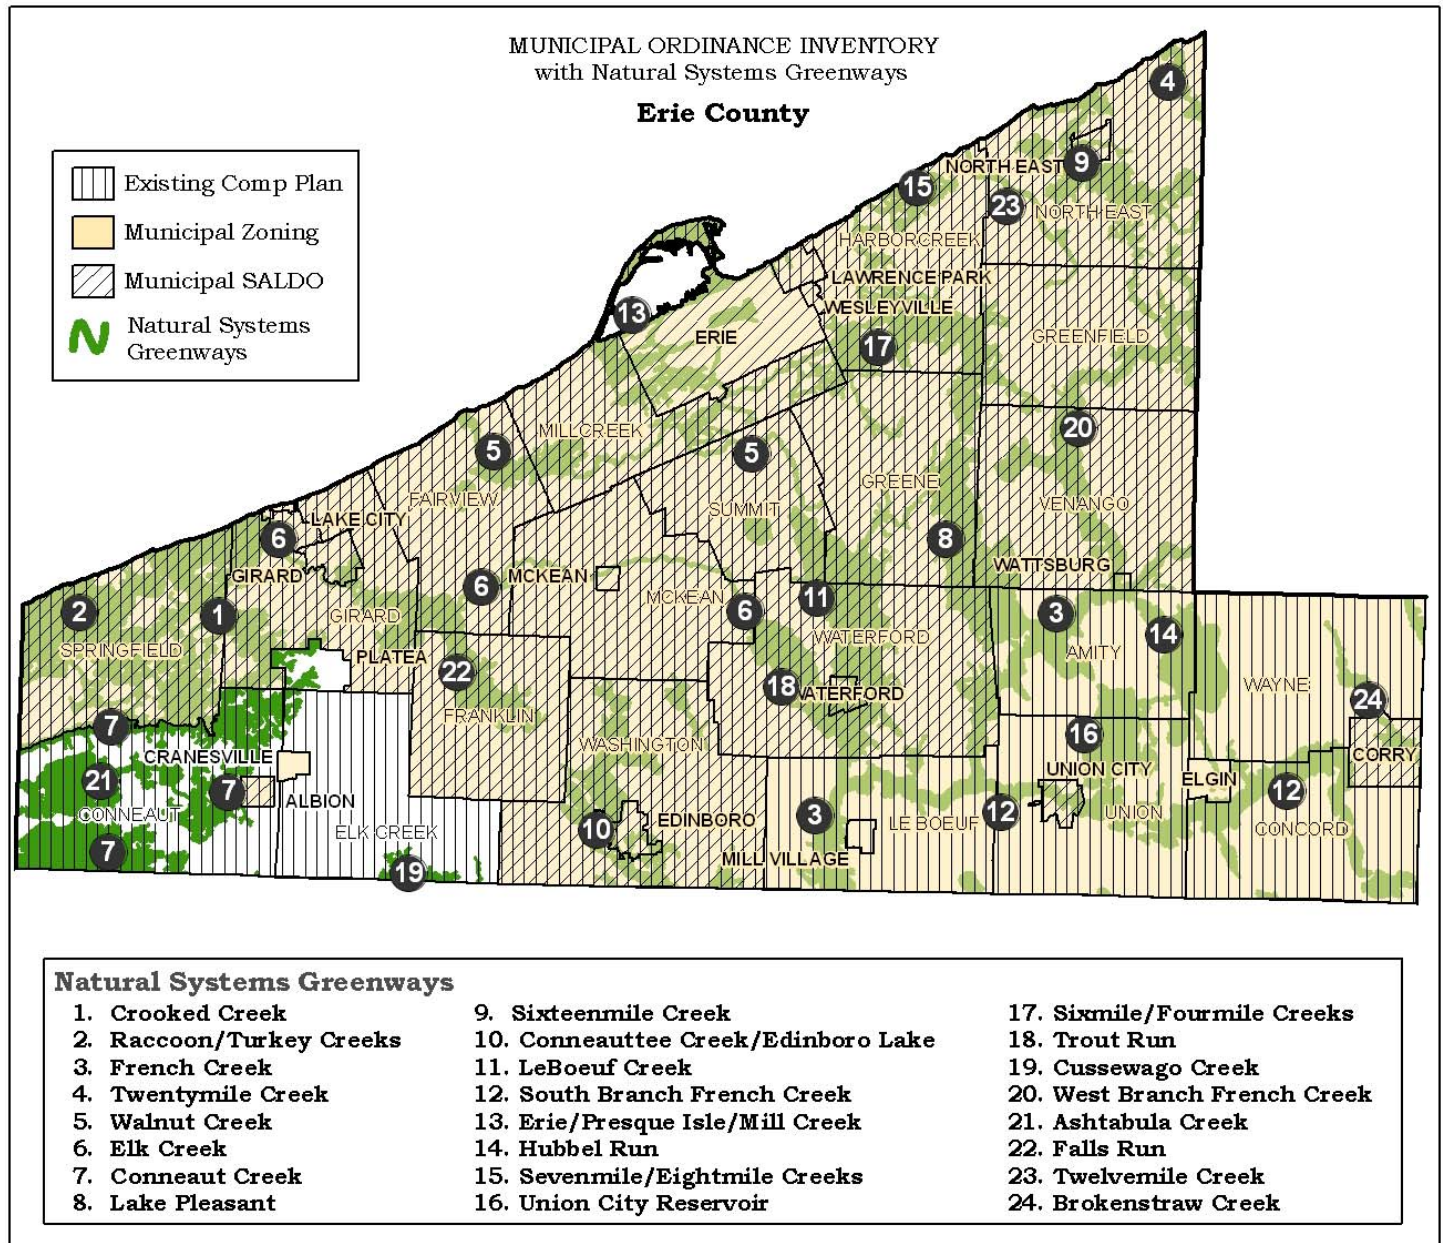 MUNICIPAL ORDINANCE INVENTORY
with Natural Systems Greenways
Erie County
Existing Comp Plan
Municipal Zoning
Municipal SALDO
Natural Systems
Greenways
4
NORTH EAST
9
15
23
NORTH EAST
HARBORCREEK
LAWRENCE PARK
WESLEYVILLE
13
ERIE
17
GREENFIELD
MILLCREEK
5
5
20
FAIRVIEW
SUMMIT
GREENE
VENANGO
LAKE CITY
6
8
GIRARD
MCKEAN
WATTSBURG
6
MCKEAN
6
11
3
2
1
GIRARD
WATERFORD
14
SPRINGFIELD
PLATEA
AMITY
22
18
WATERFORD
WAYNE
24
FRANKLIN
7
WASHINGTON
16
CRANESVILLE
CORRY
21
UNION CITY
ELGIN
7
ALBION
12
CONNEAUT
ELK CREEK
10
EDINBORO
3
LE BOEUF
12
UNION
CONCORD
7
19
MILL VILLAGE
Natural Systems Greenways
1. Crooked Creek
2. Raccoon/Turkey Creeks
3. French Creek
4. Twentymile Creek
5. Walnut Creek
6. Elk Creek
7. Conneaut Creek
8. Lake Pleasant
9. Sixteenmile Creek
10. Conneauttee Creek/Edinboro Lake
11. LeBoeuf Creek
12. South Branch French Creek
13. Erie/Presque Isle/Mill Creek
14. Hubbel Run
15. Sevenmile/Eightmile Creeks
16. Union City Reservoir
17. Sixmile/Fourmile Creeks
18. Trout Run
19. Cussewago Creek
20. West Branch French Creek
21. Ashtabula Creek
22. Falls Run
23. Twelvemile Creek
24. Brokenstraw Creek